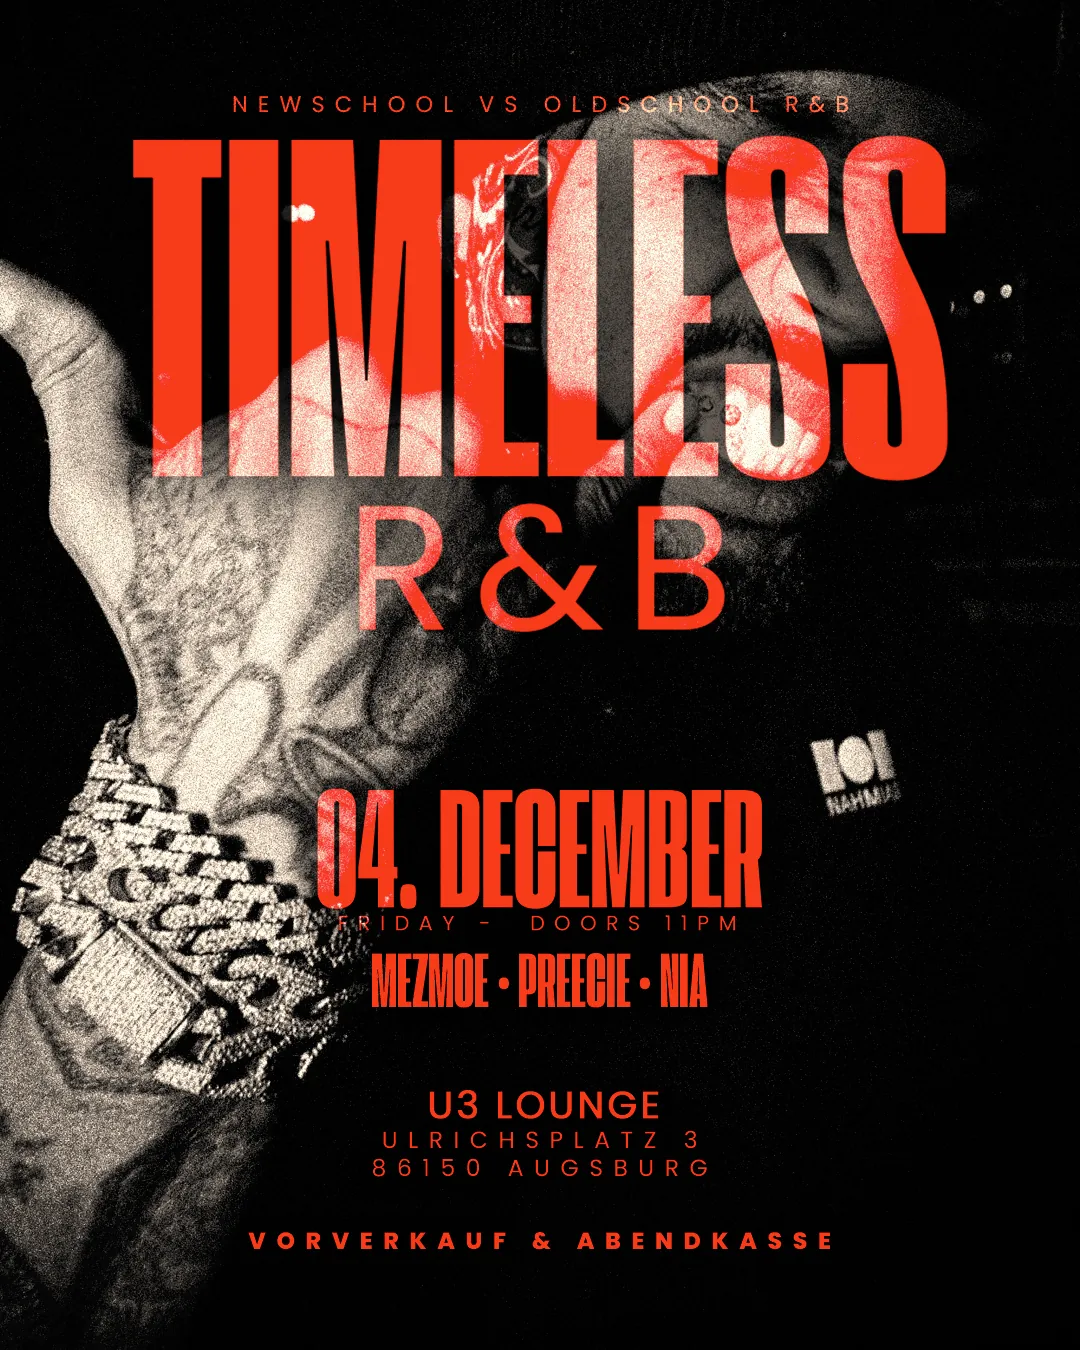 NEWSCHOOL VS OLDSCHOOL R&B
TIMELESS
R&B
04. DECEMBER
FRIDAY - DOORS 11PM
MEZMOE • PREECIE • NIA
U3 LOUNGE
ULRICHSPLATZ 3
86150 AUGSBURG
VORVERKAUF & ABENDKASSE